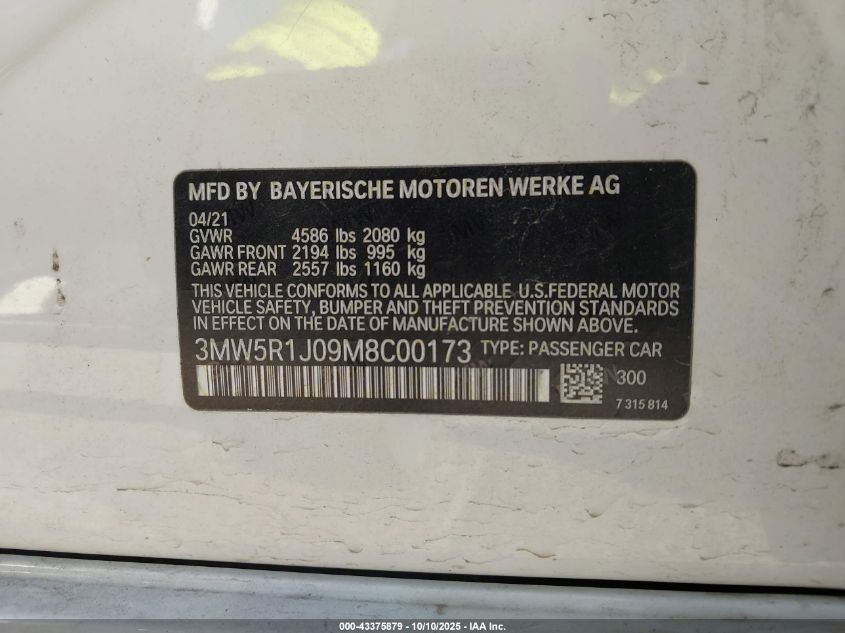 MFD BY BAYERISCHE MOTOREN WERKE AG
04/21
GVWR 4586 lbs 2080 kg
GAWR FRONT 2194 lbs 995 kg
GAWR REAR 2557 lbs 1160 kg
THIS VEHICLE CONFORMS TO ALL APPLICABLE U.S.FEDERAL MOTOR
VEHICLE SAFETY, BUMPER AND THEFT PREVENTION STANDARDS
IN EFFECT ON THE DATE OF MANUFACTURE SHOWN ABOVE.
3MW5R1J09M8C00173 TYPE: PASSENGER CAR
300
7 315 814
000-43375879 - 10/10/2025 - IAA Inc.